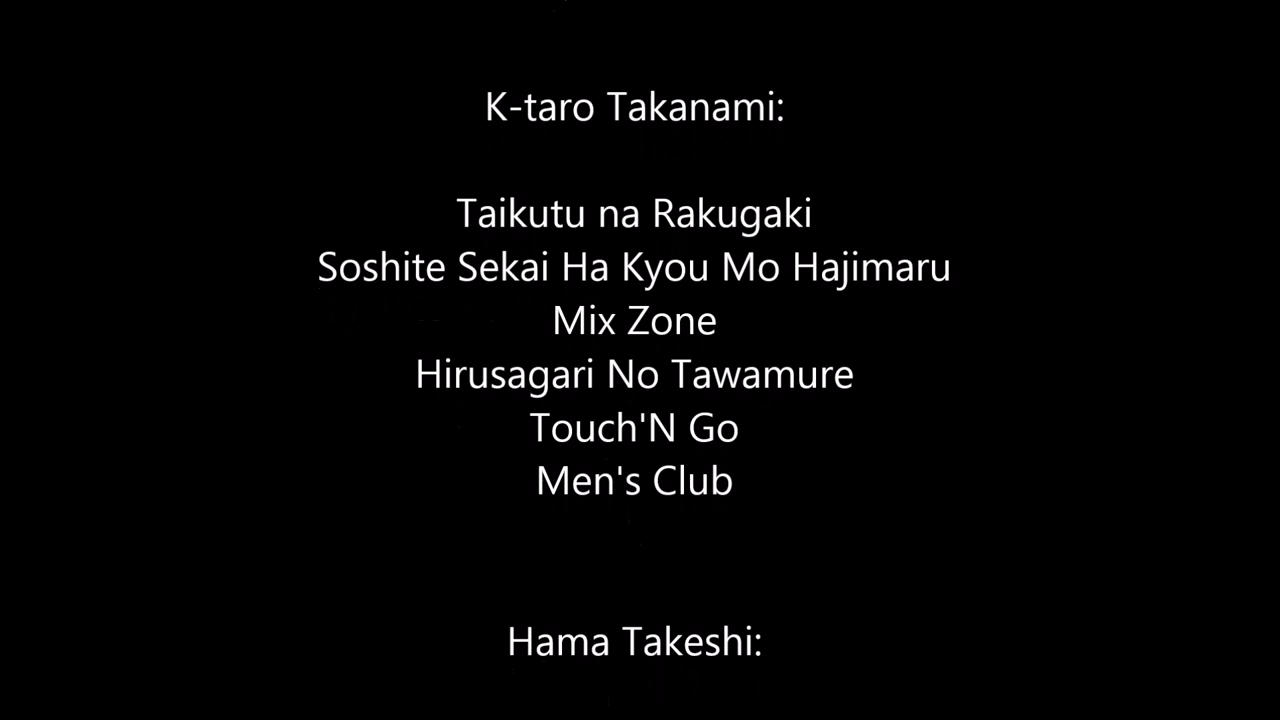 K-taro Takanami:
Taikutu na Rakugaki
Soshite Sekai Ha Kyou Mo Hajimaru
Mix Zone
Hirusagari No Tawamure
Touch'N Go
Men's Club
Hama Takeshi: